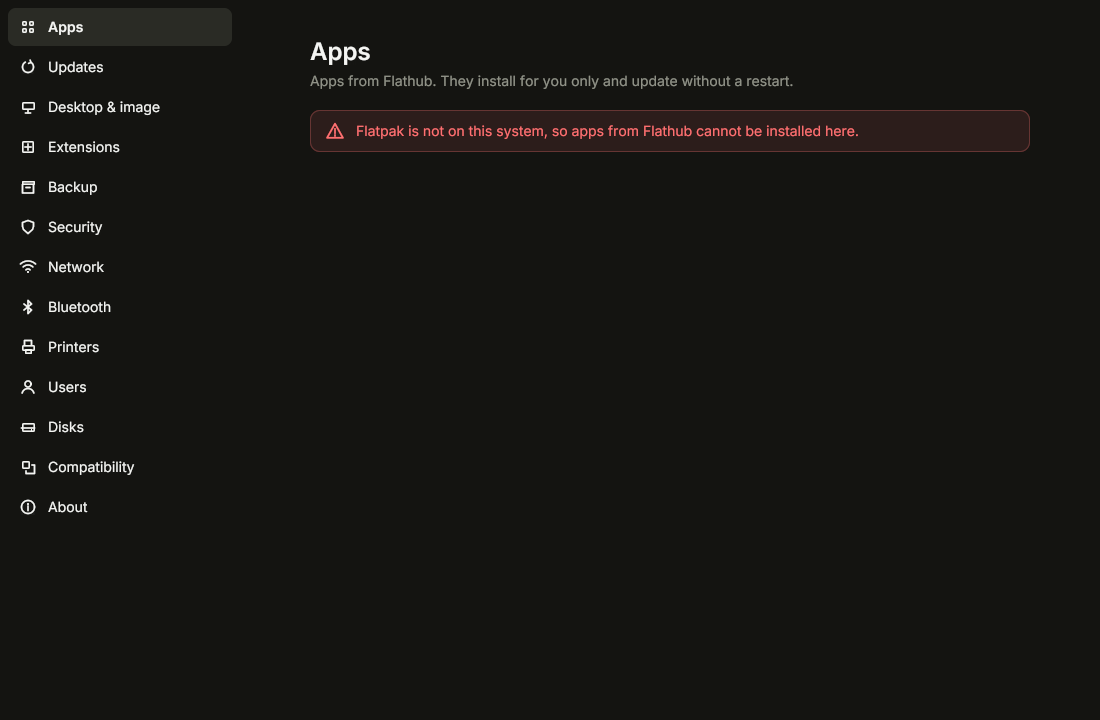 Apps
Updates
Desktop & image
Extensions
Backup
Security
Network
Bluetooth
Printers
Users
Disks
Compatibility
About
Apps
Apps from Flathub. They install for you only and update without a restart.
Flatpak is not on this system, so apps from Flathub cannot be installed here.